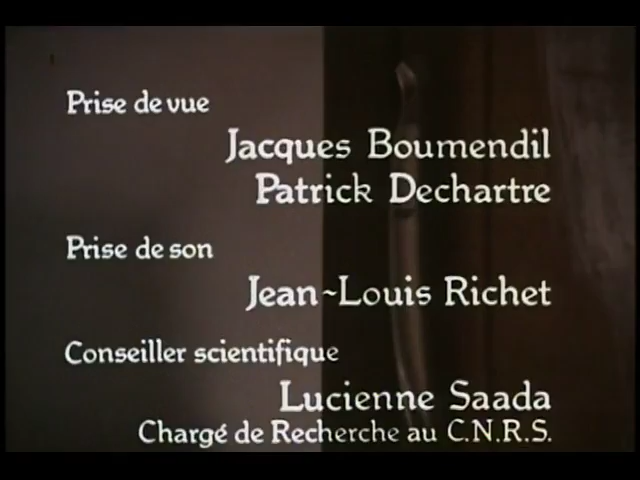 Prise de vue
Jacques Boumendil
Patrick Dechartre
Prise de son
Jean~Louis Richet
Conseiller scientifique
Lucienne Saada
Chargé de Recherche au C.N.R.S.